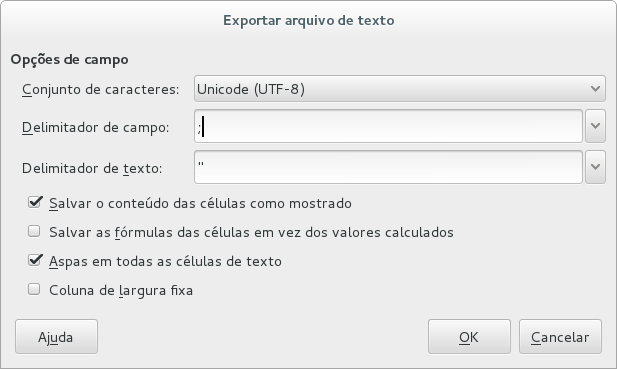 Exportar arquivo de texto
Opções de campo
Conjunto de caracteres: Unicode (UTF-8)
Delimitador de campo: ;
Delimitador de texto: "
Salvar o conteúdo das células como mostrado
Salvar as fórmulas das células em vez dos valores calculados
Aspas em todas as células de texto
Coluna de largura fixa
Ajuda OK Cancelar